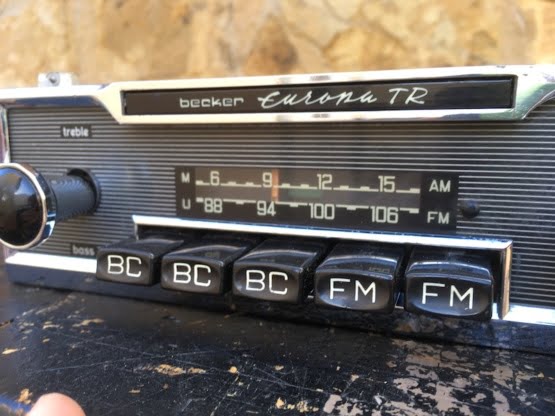 becker Europa TR
treble
M 6 9 12 15 AM
U 88 94 100 106 FM
bass
BC BC BC FM FM